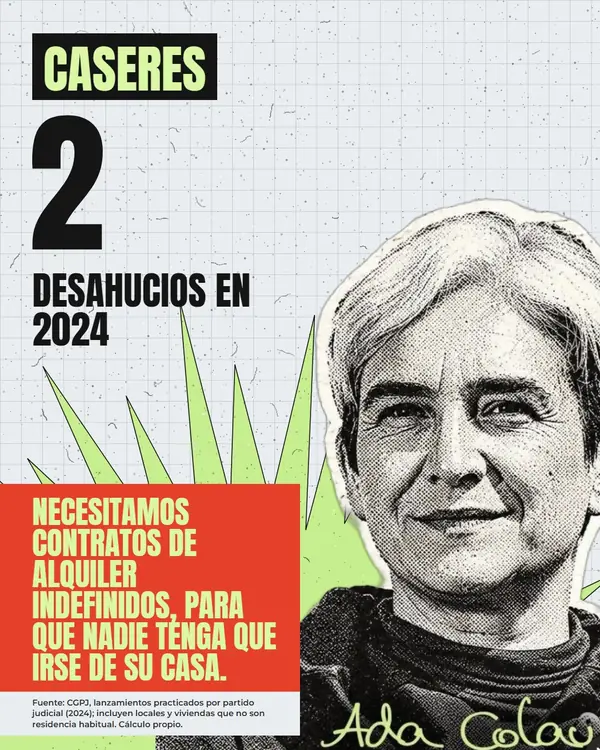 CASERES
2
DESAHUCIOS EN
2024
NECESITAMOS
CONTRATOS DE
ALQUILER
INDEFINIDOS, PARA
QUE NADIE TENGA QUE
IRSE DE SU CASA.
Fuente: CGPJ, lanzamientos practicados por partido
judicial (2024); incluyen locales y viviendas que no son
residencia habitual. Cálculo propio.
Ada Colau